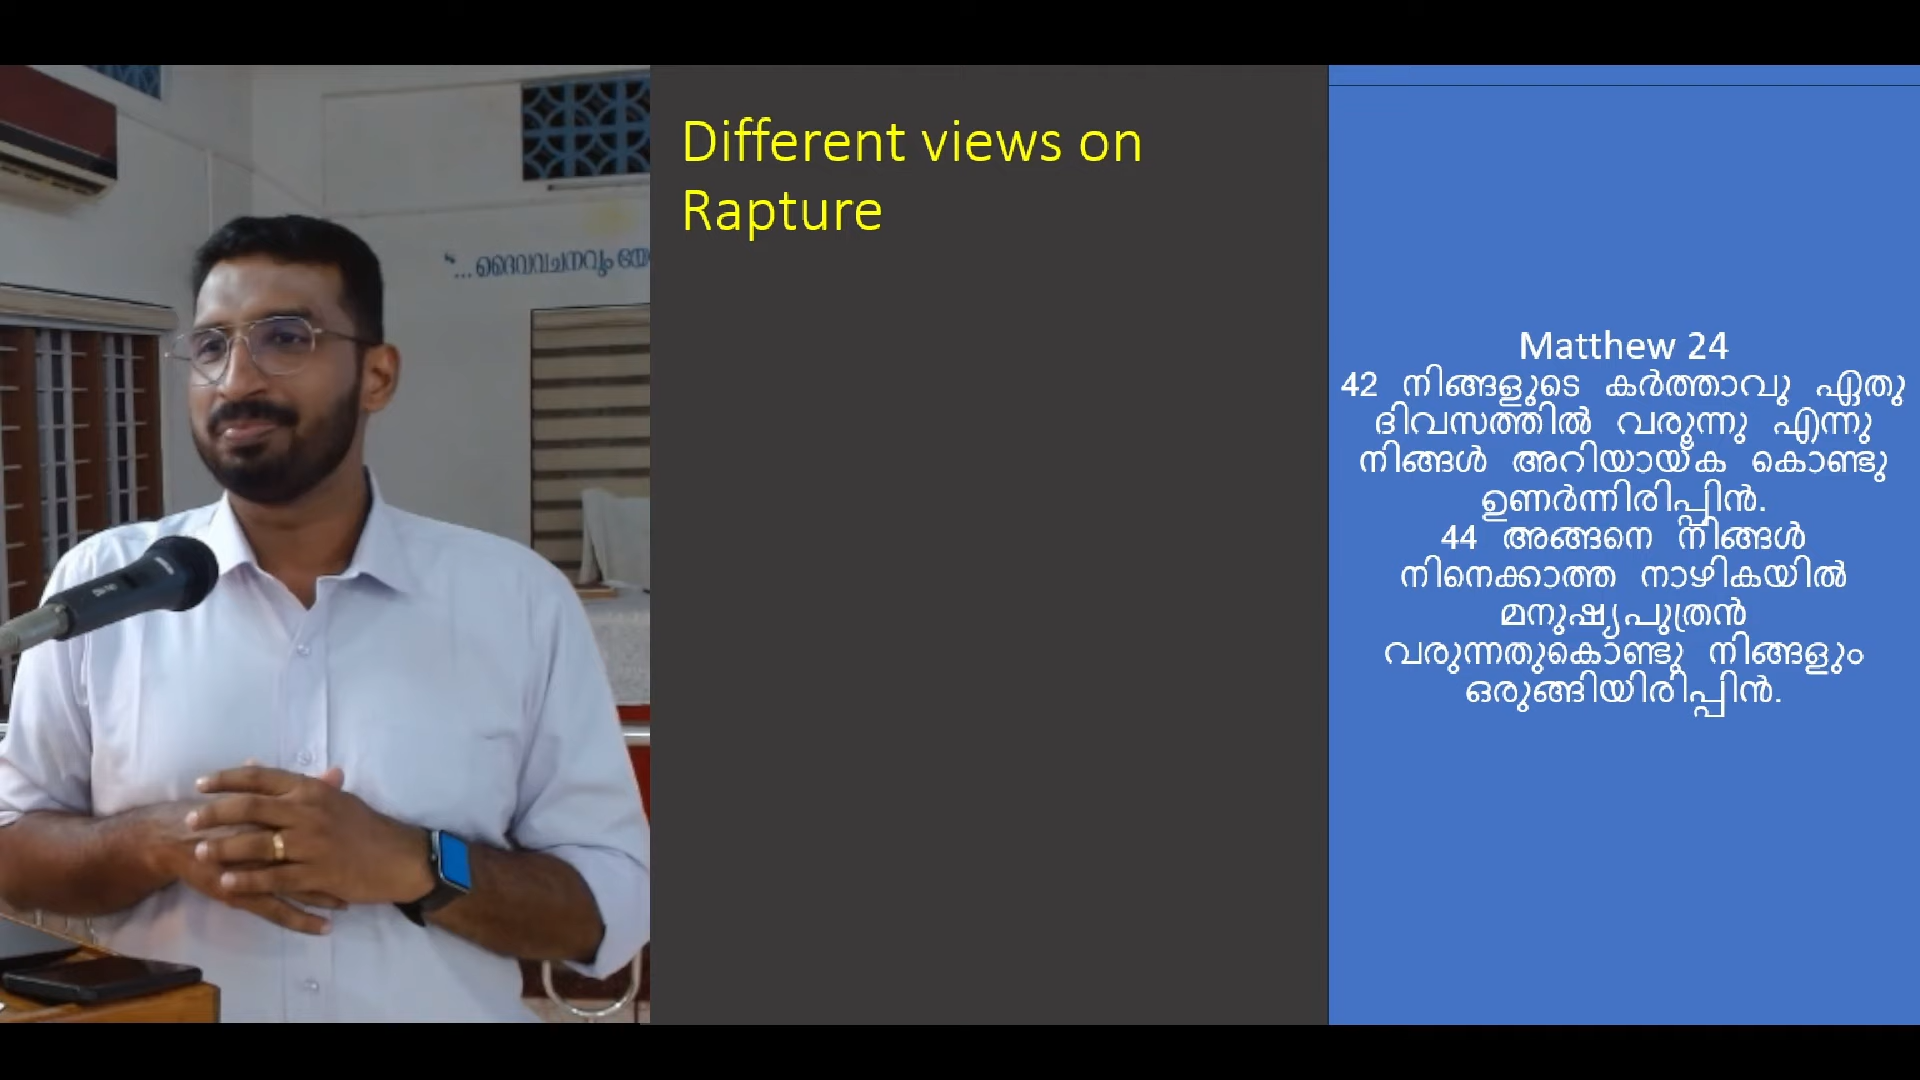 "...ദൈവവചനവും
Different views on
Rapture
Matthew 24
42 നിങ്ങളുടെ കർത്താവു ഏതു
ദിവസത്തിൽ വരുന്നു എന്നു
നിങ്ങൾ അറിയായ്ക കൊണ്ടു
ഉണർന്നിരിപ്പിൻ.
44 അങ്ങനെ നിങ്ങൾ
നിനെക്കാത്ത നാഴികയിൽ
മനുഷ്യപുത്രൻ
വരുന്നതുകൊണ്ടു നിങ്ങളും
ഒരുങ്ങിയിരിപ്പിൻ.